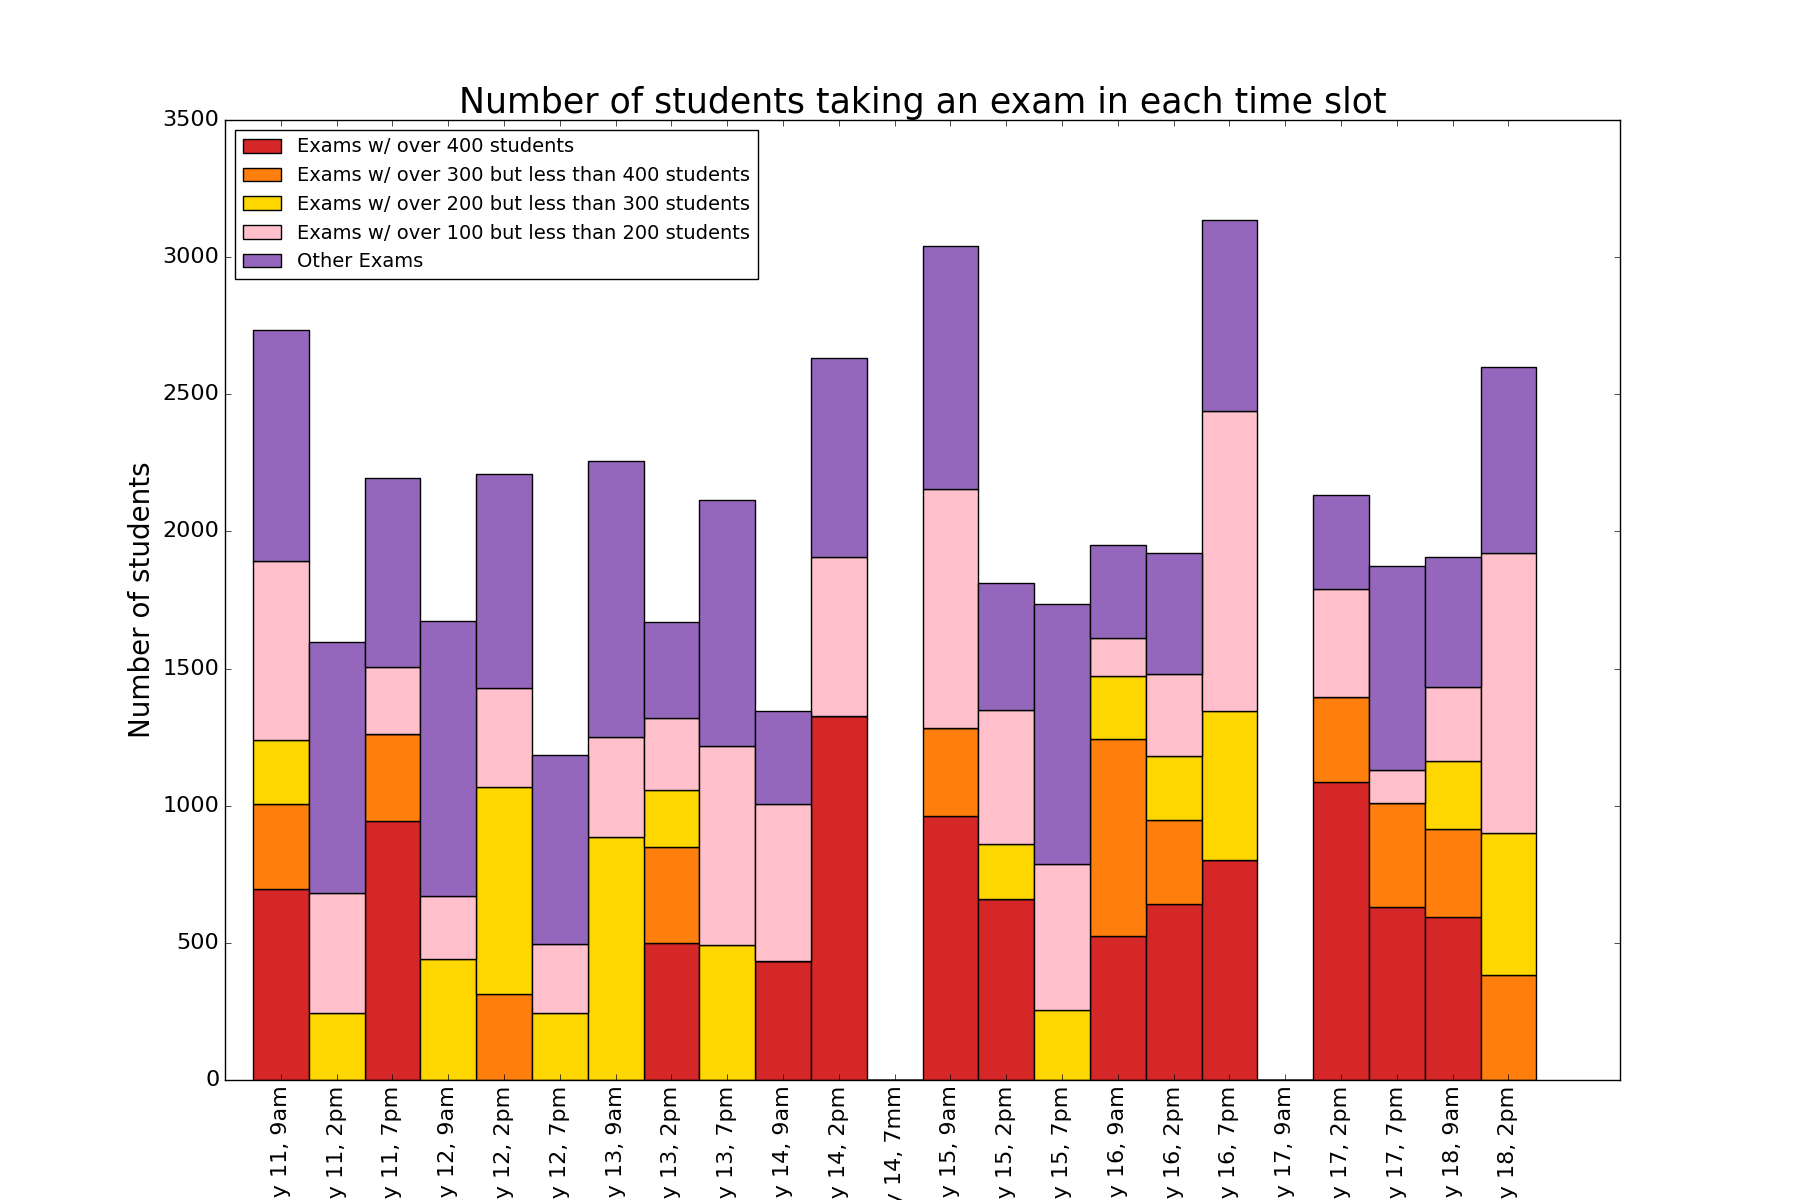 Number of students taking an exam in each time slot
3500
3000
2500
2000
1500
1000
500
0
Number of students
Exams w/ over 400 students
Exams w/ over 300 but less than 400 students
Exams w/ over 200 but less than 300 students
Exams w/ over 100 but less than 200 students
Other Exams
y 11, 9am
y 11, 2pm
y 11, 7pm
y 12, 9am
y 12, 2pm
y 12, 7pm
y 13, 9am
y 13, 2pm
y 13, 7pm
y 14, 9am
y 14, 2pm
y 14, 7mm
y 15, 9am
y 15, 2pm
y 15, 7pm
y 16, 9am
y 16, 2pm
y 16, 7pm
y 17, 9am
y 17, 2pm
y 17, 7pm
y 18, 9am
y 18, 2pm